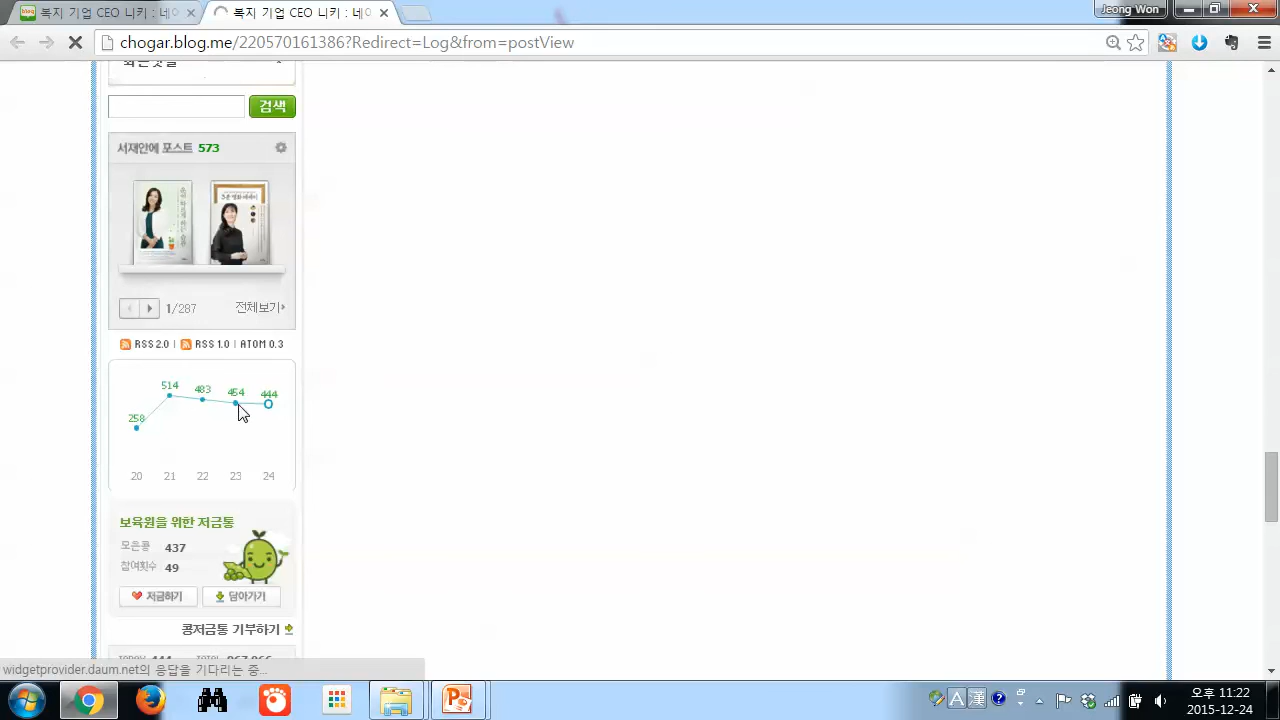 복지 기업 CEO 니키 : 네이
복지 기업 CEO 니키 : 네이
Jeong Won
chogar.blog.me/220570161386?Redirect=Log&from=postView
검색
서재안에 포스트 573
1/287
전체보기
RSS 2.0 | RSS 1.0 | ATOM 0.3
258
514
483
454
444
20 21 22 23 24
보육원을 위한 저금통
모은콩 437
참여횟수 49
저금하기
담아가기
콩저금통 기부하기
widgetprovider.daum.net의 응답을 기다리는 중...
A 漢
오후 11:22
2015-12-24